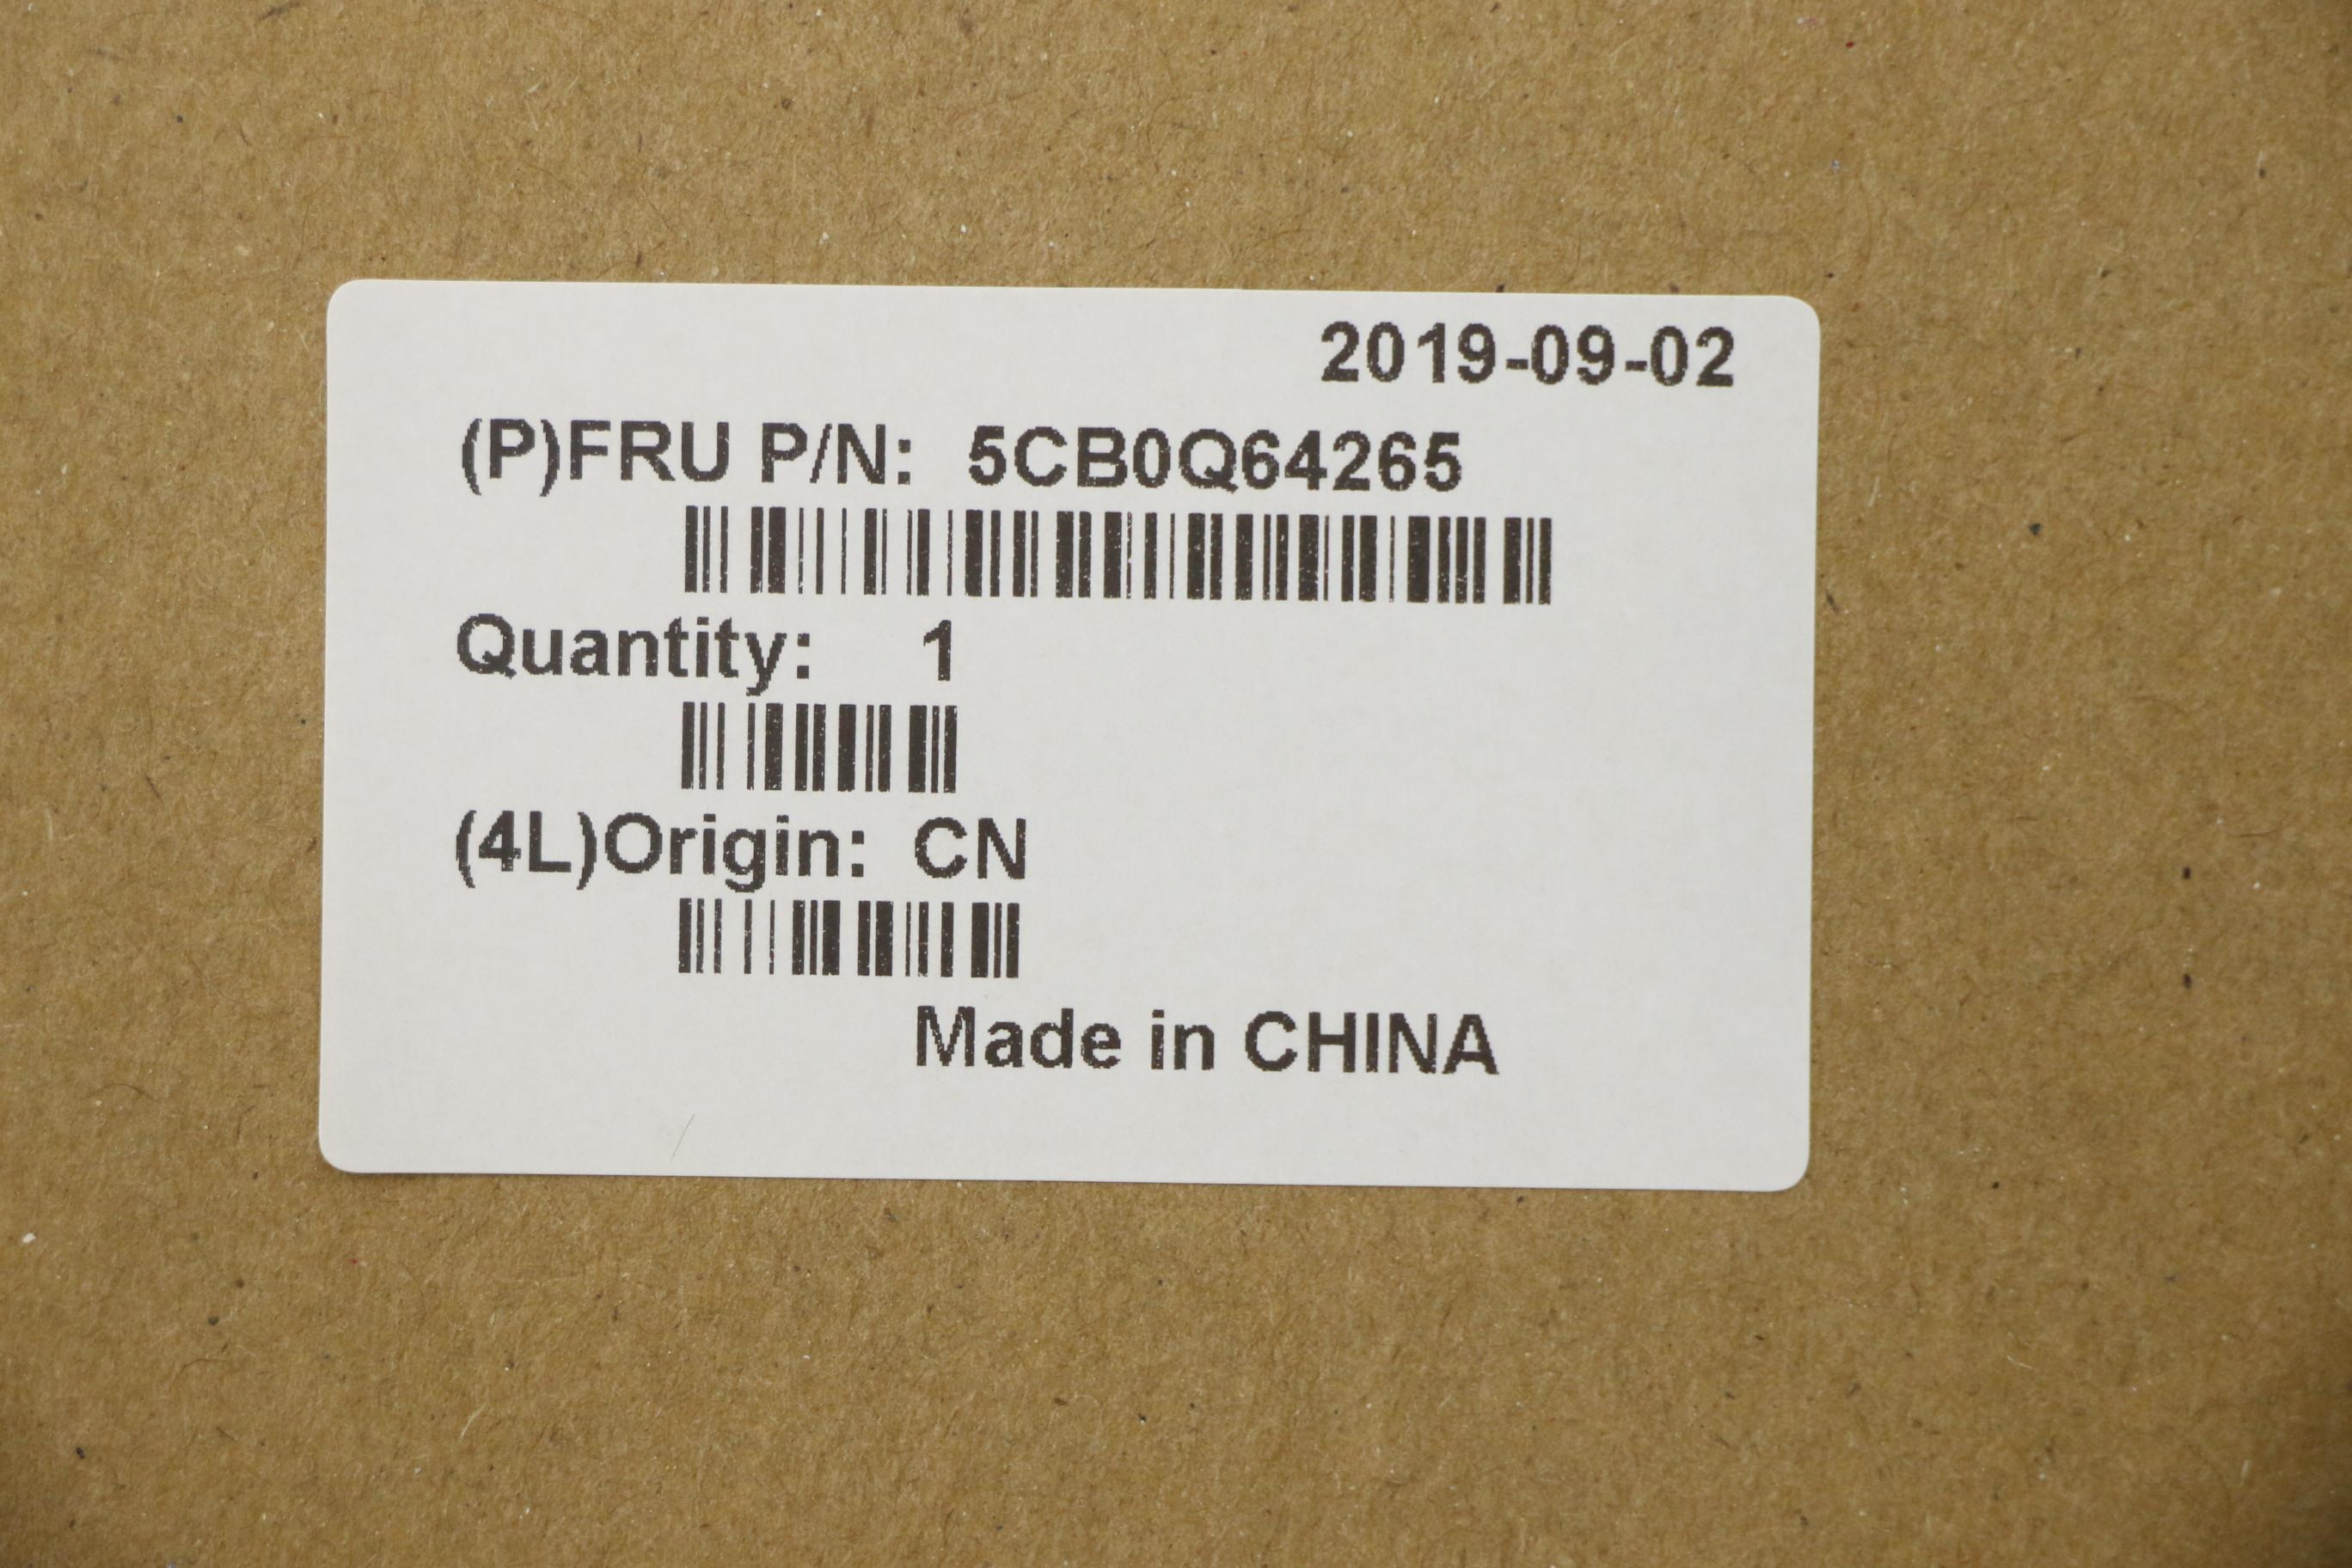 2019-09-02
(P)FRU P/N: 5CB0Q64265
Quantity: 1
(4L)Origin: CN
Made in CHINA